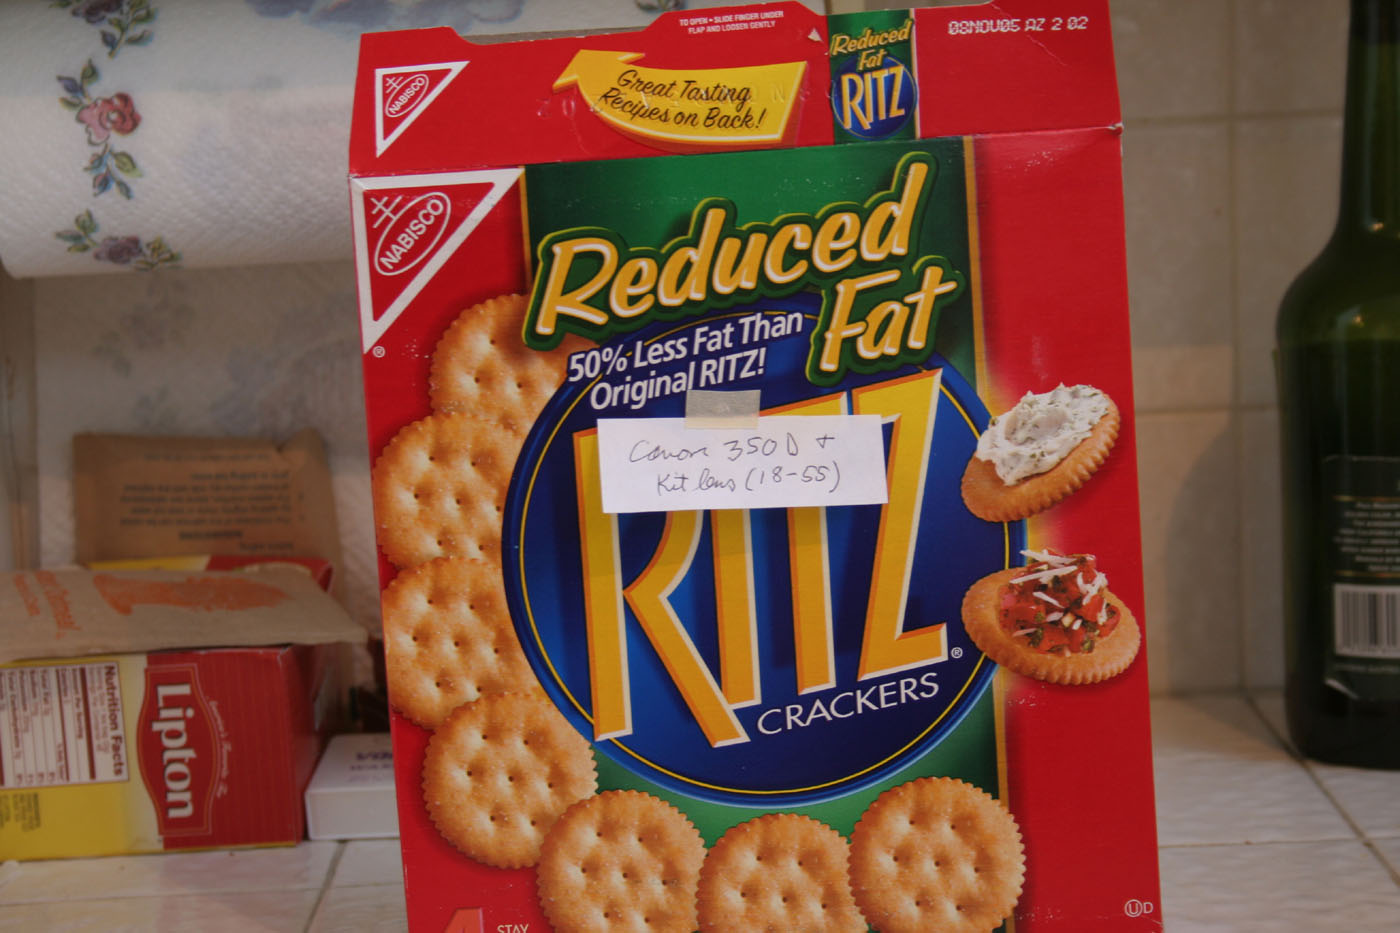 TO OPEN - SLIDE FINGER UNDER
FLAP AND LOOSEN GENTLY
08NOV05 AZ 2 02
NABISCO
Great Tasting
Recipes on Back!
Reduced
Fat
RITZ
NABISCO
®
Reduced
Fat
50% Less Fat Than
Original RITZ!
Canon 350D +
Kit lens (18-55)
RITZ®
CRACKERS
Nutrition Facts
Lipton
4 STAY
UD